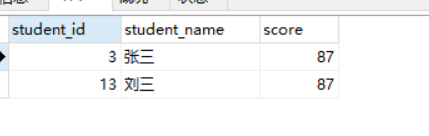 student_id student_name score
3 张三 87
13 刘三 87